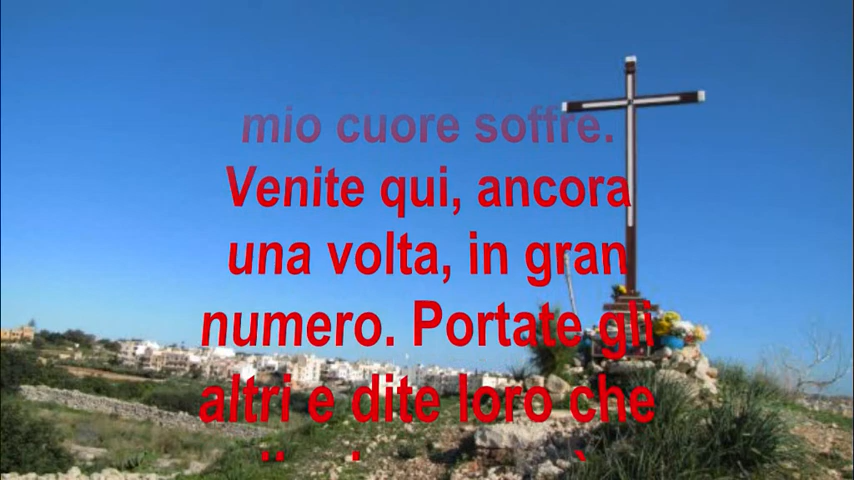 mio cuore soffre.
Venite qui, ancora
una volta, in gran
numero. Portate gli
altri e dite loro che